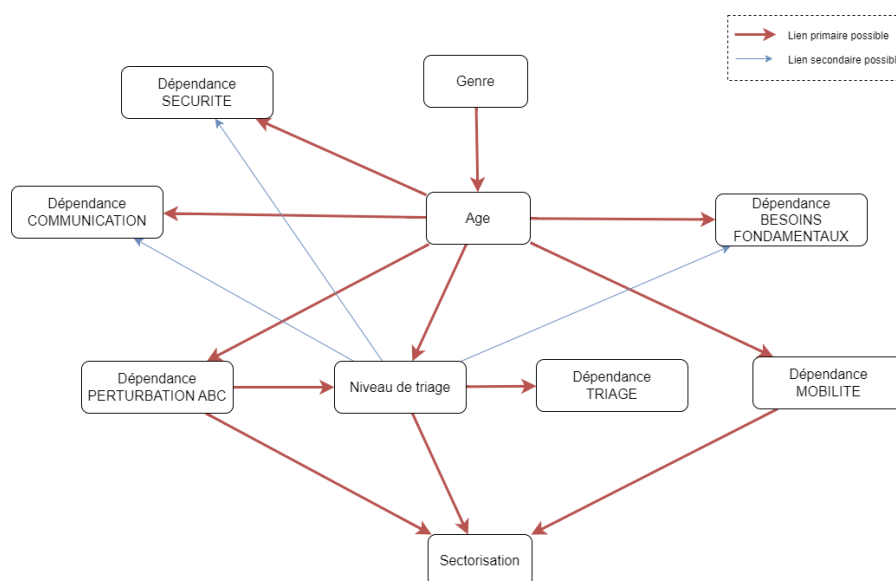 Lien primaire possible
Lien secondaire possible
Dépendance
SECURITE
Genre
Dépendance
COMMUNICATION
Age
Dépendance
BESOINS
FONDAMENTAUX
Dépendance
PERTURBATION ABC
Niveau de triage
Dépendance
TRIAGE
Dépendance
MOBILITE
Sectorisation